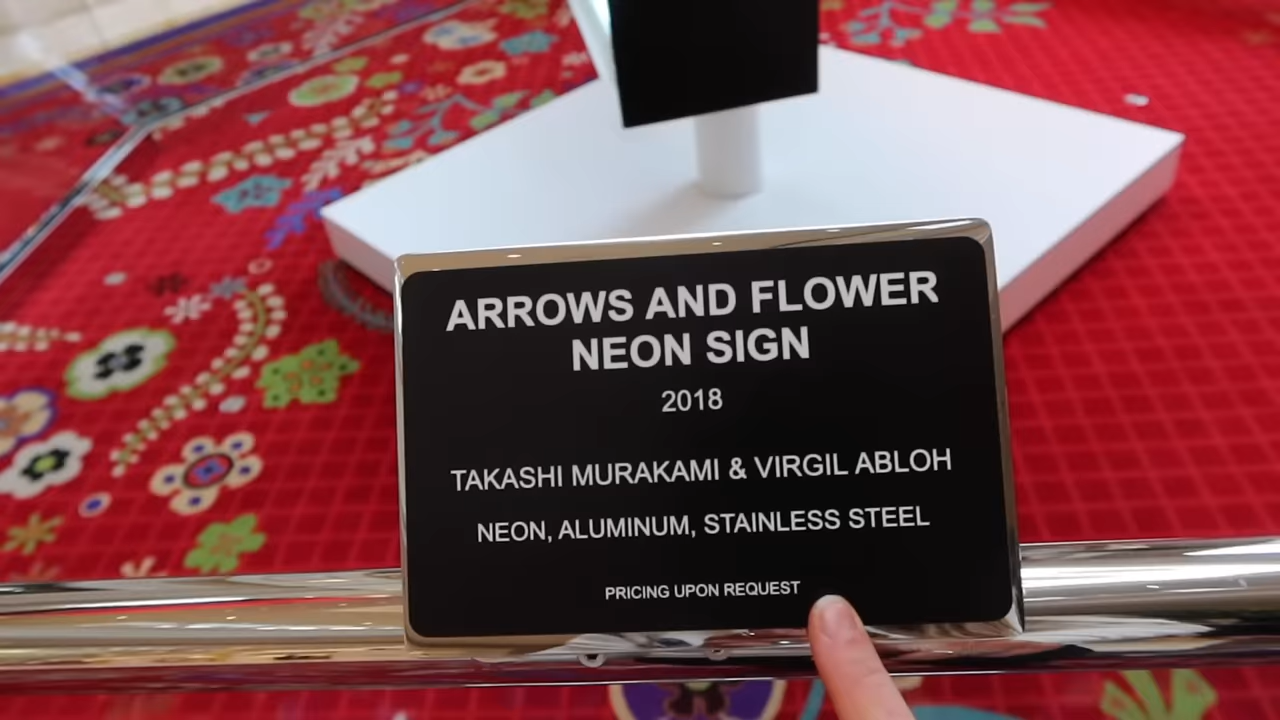 ARROWS AND FLOWER
NEON SIGN
2018
TAKASHI MURAKAMI & VIRGIL ABLOH
NEON, ALUMINUM, STAINLESS STEEL
PRICING UPON REQUEST